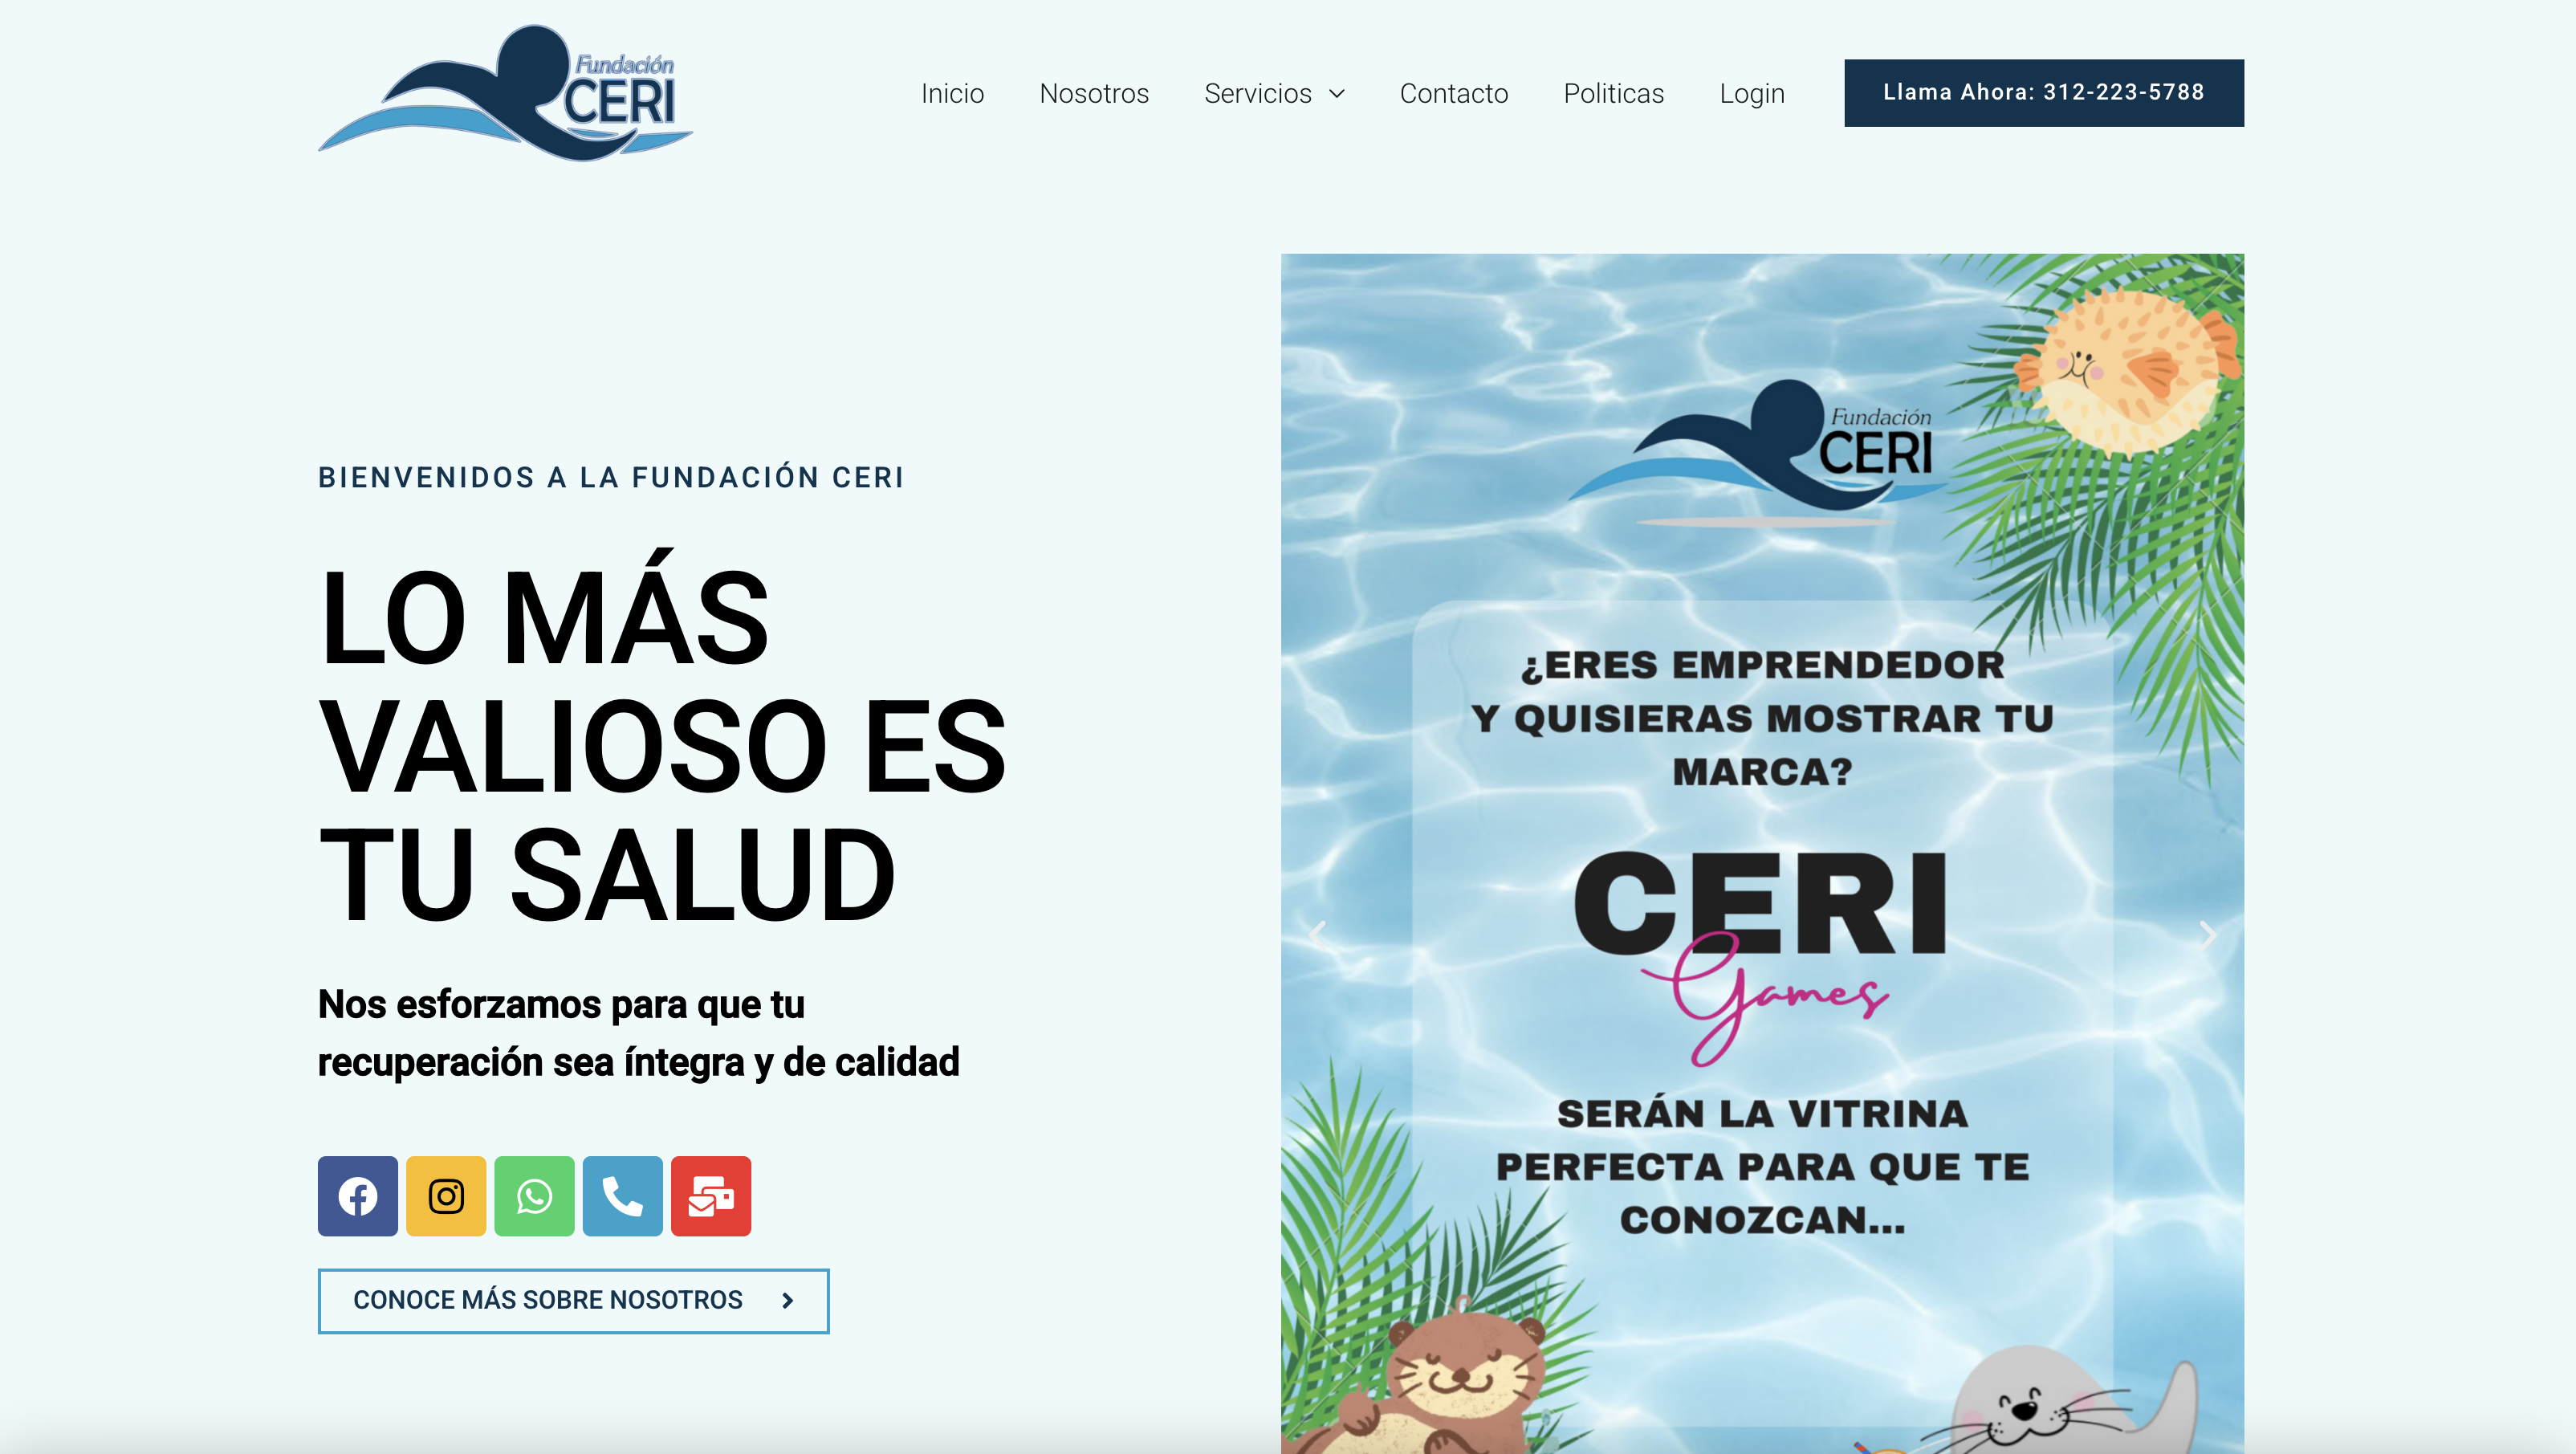 Fundación
CERI
Inicio
Nosotros
Servicios
Contacto
Politicas
Login
Llama Ahora: 312-223-5788
BIENVENIDOS A LA FUNDACIÓN CERI
LO MÁS
VALIOSO ES
TU SALUD
Nos esforzamos para que tu
recuperación sea íntegra y de calidad
CONOCE MÁS SOBRE NOSOTROS
Fundación
CERI
¿ERES EMPRENDEDOR
Y QUISIERAS MOSTRAR TU
MARCA?
CERI
Games
SERÁN LA VITRINA
PERFECTA PARA QUE TE
CONOZCAN...